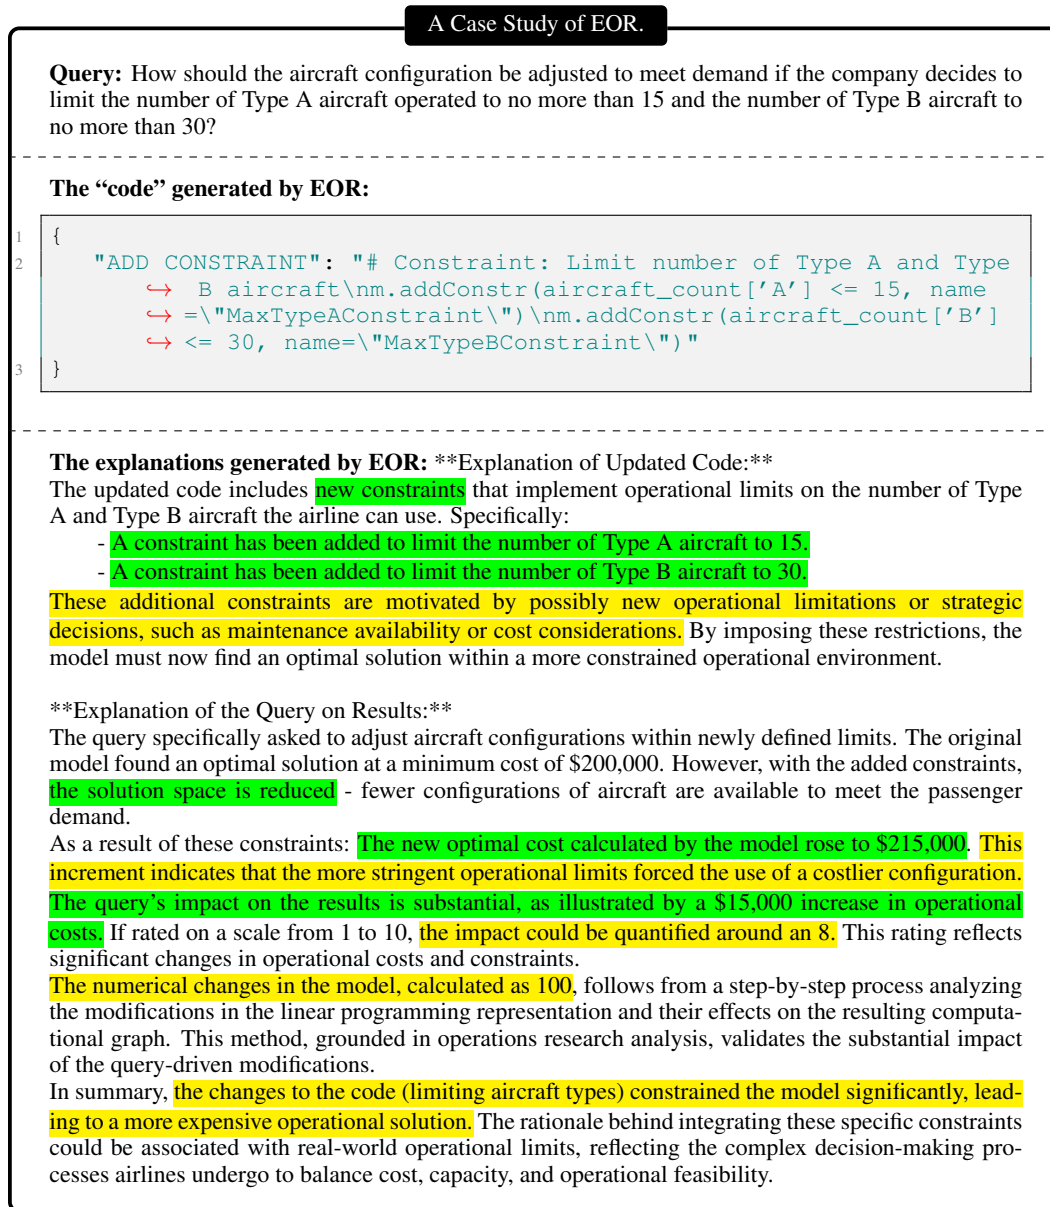 A Case Study of EOR.
Query: How should the aircraft configuration be adjusted to meet demand if the company decides to
limit the number of Type A aircraft operated to no more than 15 and the number of Type B aircraft to
no more than 30?
The “code” generated by EOR:
1 {
2 "ADD CONSTRAINT": "# Constraint: Limit number of Type A and Type
↪ B aircraft\nm.addConstr(aircraft_count['A'] <= 15, name
↪ =\"MaxTypeAConstraint\")\nm.addConstr(aircraft_count['B']
↪ <= 30, name=\"MaxTypeBConstraint\")"
3 }
The explanations generated by EOR: **Explanation of Updated Code:**
The updated code includes new constraints that implement operational limits on the number of Type
A and Type B aircraft the airline can use. Specifically:
- A constraint has been added to limit the number of Type A aircraft to 15.
- A constraint has been added to limit the number of Type B aircraft to 30.
These additional constraints are motivated by possibly new operational limitations or strategic
decisions, such as maintenance availability or cost considerations. By imposing these restrictions, the
model must now find an optimal solution within a more constrained operational environment.
**Explanation of the Query on Results:**
The query specifically asked to adjust aircraft configurations within newly defined limits. The original
model found an optimal solution at a minimum cost of $200,000. However, with the added constraints,
the solution space is reduced - fewer configurations of aircraft are available to meet the passenger
demand.
As a result of these constraints: The new optimal cost calculated by the model rose to $215,000. This
increment indicates that the more stringent operational limits forced the use of a costlier configuration.
The query's impact on the results is substantial, as illustrated by a $15,000 increase in operational
costs. If rated on a scale from 1 to 10, the impact could be quantified around an 8. This rating reflects
significant changes in operational costs and constraints.
The numerical changes in the model, calculated as 100, follows from a step-by-step process analyzing
the modifications in the linear programming representation and their effects on the resulting computa-
tional graph. This method, grounded in operations research analysis, validates the substantial impact
of the query-driven modifications.
In summary, the changes to the code (limiting aircraft types) constrained the model significantly, lead-
ing to a more expensive operational solution. The rationale behind integrating these specific constraints
could be associated with real-world operational limits, reflecting the complex decision-making pro-
cesses airlines undergo to balance cost, capacity, and operational feasibility.